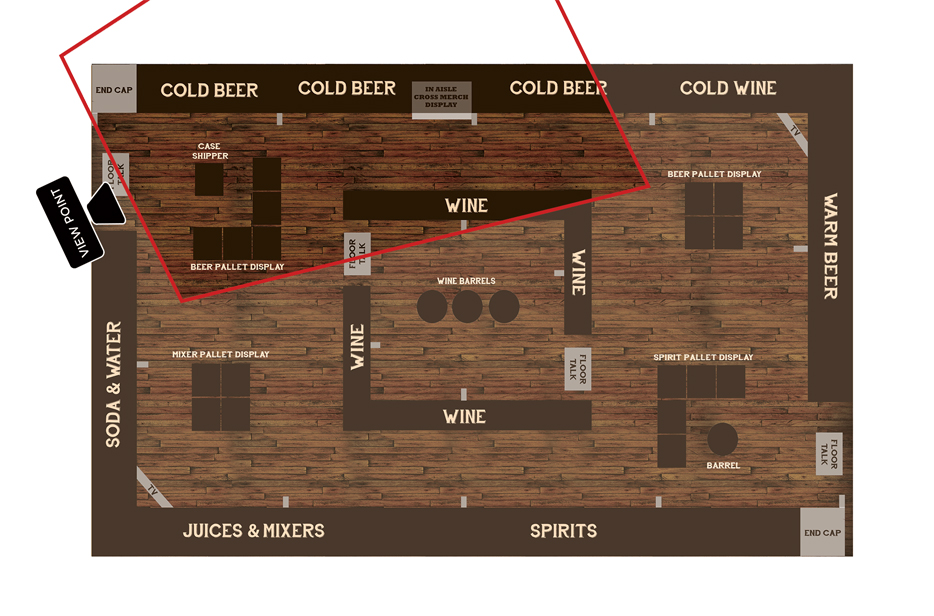 END CAP
COLD BEER
COLD BEER
IN AISLE
CROSS MERCH
DISPLAY
COLD BEER
COLD WINE
TV
CASE
SHIPPER
FLOOR
TALK
VIEW POINT
BEER PALLET DISPLAY
WINE
BEER PALLET DISPLAY
WARM BEER
FLOOR
TALK
WINE
WINE BARRELS
WINE
SODA & WATER
MIXER PALLET DISPLAY
FLOOR
TALK
SPIRIT PALLET DISPLAY
WINE
BARREL
FLOOR
TALK
TV
JUICES & MIXERS
SPIRITS
END CAP